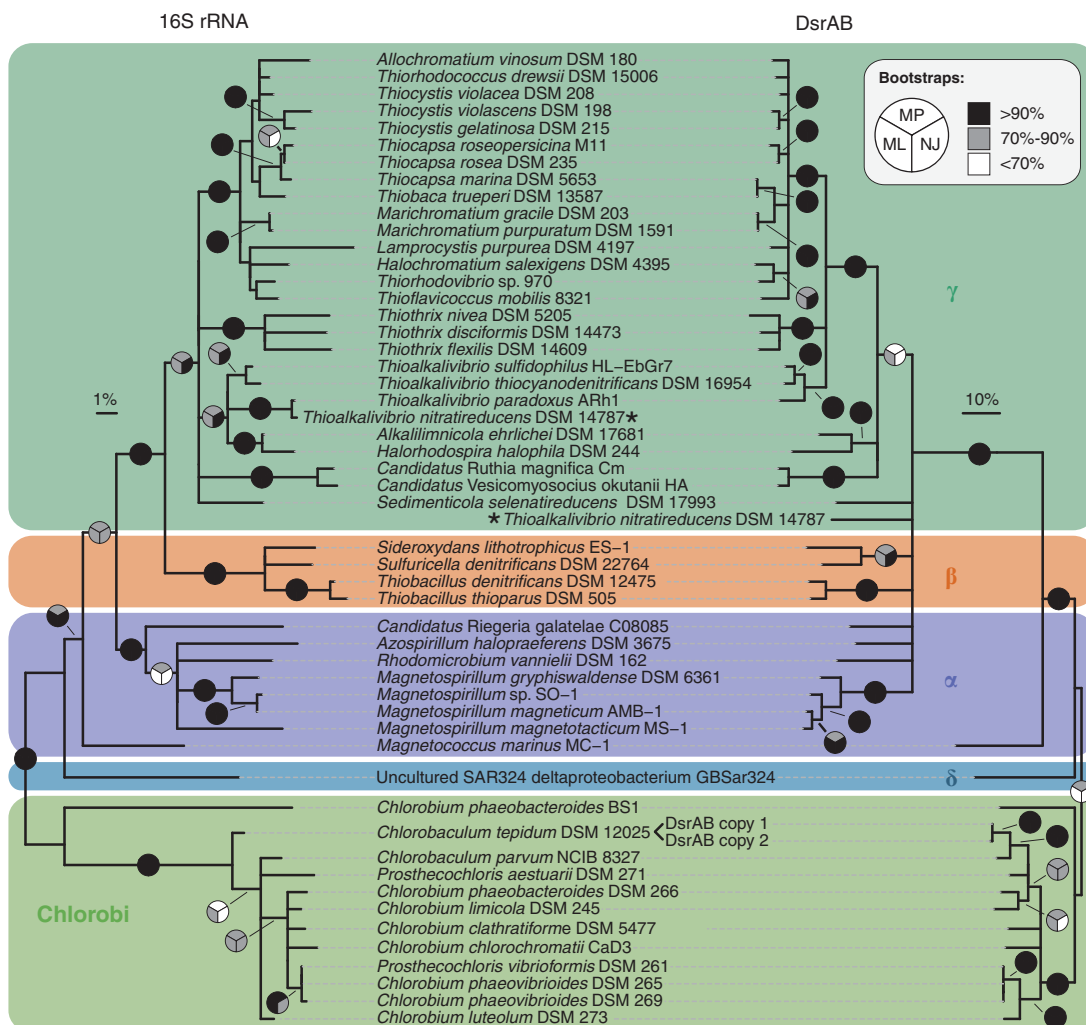 16S rRNA
DsrAB
Allochromatium vinosum DSM 180
Thiorhodococcus drewsii DSM 15006
Thiocystis violacea DSM 208
Thiocystis violascens DSM 198
Thiocystis gelatinosa DSM 215
Thiocapsa roseopersicina M11
Thiocapsa rosea DSM 235
Thiocapsa marina DSM 5653
Thiobaca trueperi DSM 13587
Marichromatium gracile DSM 203
Marichromatium purpuratum DSM 1591
Lamprocystis purpurea DSM 4197
Halochromatium salexigens DSM 4395
Thiorhodovibrio sp. 970
Thioflavicoccus mobilis 8321
Thiothrix nivea DSM 5205
Thiothrix disciformis DSM 14473
Thiothrix flexilis DSM 14609
Thioalkalivibrio sulfidophilus HL−EbGr7
Thioalkalivibrio thiocyanodenitrificans DSM 16954
Thioalkalivibrio paradoxus ARh1
Thioalkalivibrio nitratireducens DSM 14787*
Alkalilimnicola ehrlichei DSM 17681
Halorhodospira halophila DSM 244
Candidatus Ruthia magnifica Cm
Candidatus Vesicomyosocius okutanii HA
Sedimenticola selenatireducens DSM 17993
* Thioalkalivibrio nitratireducens DSM 14787
Bootstraps:
MP
ML
NJ
>90%
70%-90%
<70%
γ
1%
10%
Sideroxydans lithotrophicus ES−1
Sulfuricella denitrificans DSM 22764
Thiobacillus denitrificans DSM 12475
Thiobacillus thioparus DSM 505
β
Candidatus Riegeria galatelae C08085
Azospirillum halopraeferens DSM 3675
Rhodomicrobium vannielii DSM 162
Magnetospirillum gryphiswaldense DSM 6361
Magnetospirillum sp. SO−1
Magnetospirillum magneticum AMB−1
Magnetospirillum magnetotacticum MS−1
Magnetococcus marinus MC−1
α
Uncultured SAR324 deltaproteobacterium GBSar324
δ
Chlorobium phaeobacteroides BS1
Chlorobaculum tepidum DSM 12025
DsrAB copy 1
DsrAB copy 2
Chlorobaculum parvum NCIB 8327
Prosthecochloris aestuarii DSM 271
Chlorobium phaeobacteroides DSM 266
Chlorobium limicola DSM 245
Chlorobium clathratiforme DSM 5477
Chlorobium chlorochromatii CaD3
Prosthecochloris vibrioformis DSM 261
Chlorobium phaeovibrioides DSM 265
Chlorobium phaeovibrioides DSM 269
Chlorobium luteolum DSM 273
Chlorobi